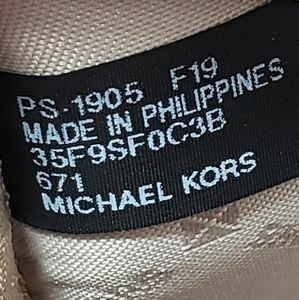 PS-1905 F19
MADE IN PHILIPPINES
35F9SF0C3B
671
MICHAEL KORS